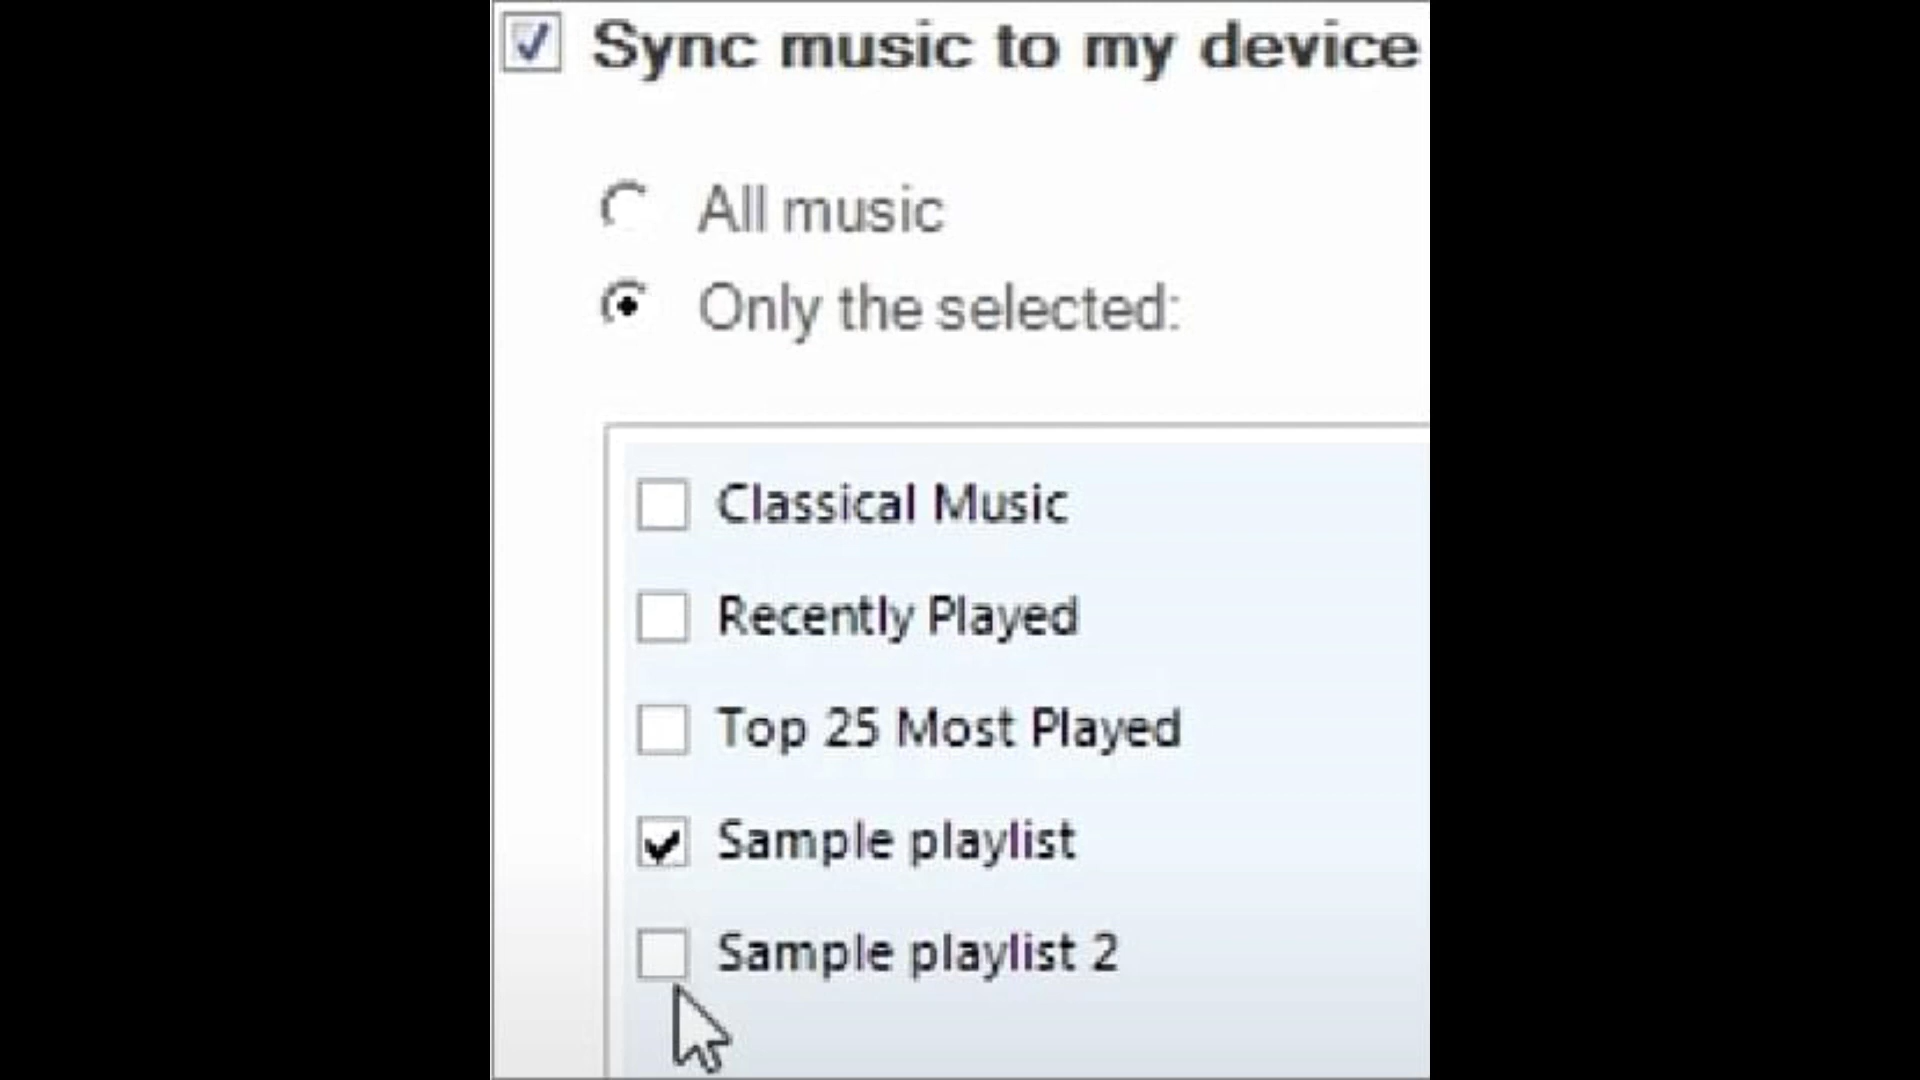 Sync music to my device
All music
Only the selected:
Classical Music
Recently Played
Top 25 Most Played
Sample playlist
Sample playlist 2